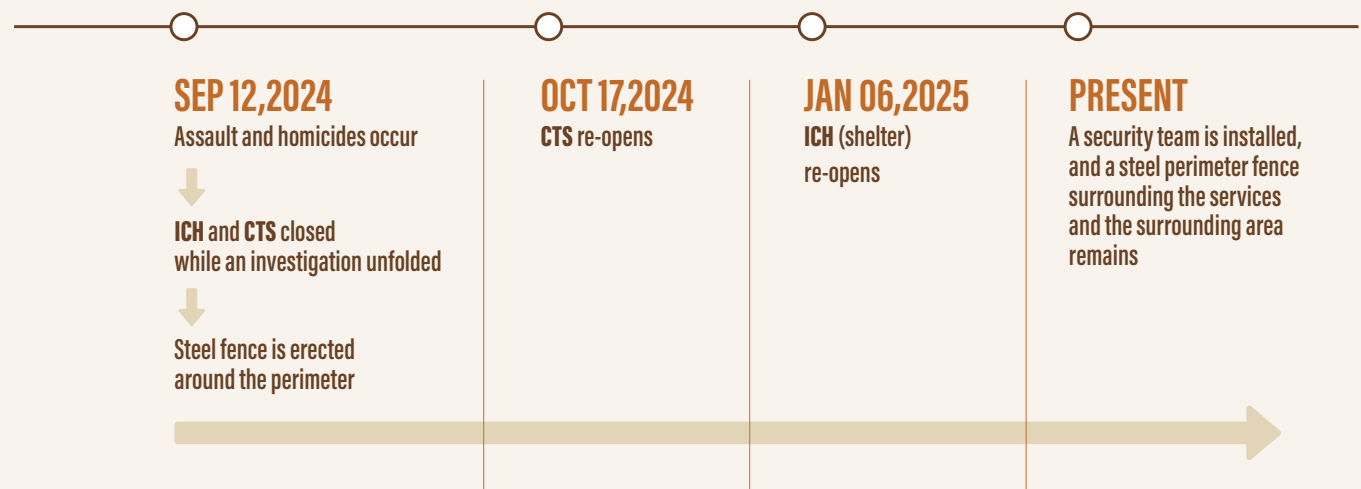 SEP 12,2024
Assault and homicides occur
ICH and CTS closed
while an investigation unfolded
Steel fence is erected
around the perimeter
OCT 17,2024
CTS re-opens
JAN 06,2025
ICH (shelter)
re-opens
PRESENT
A security team is installed,
and a steel perimeter fence
surrounding the services
and the surrounding area
remains